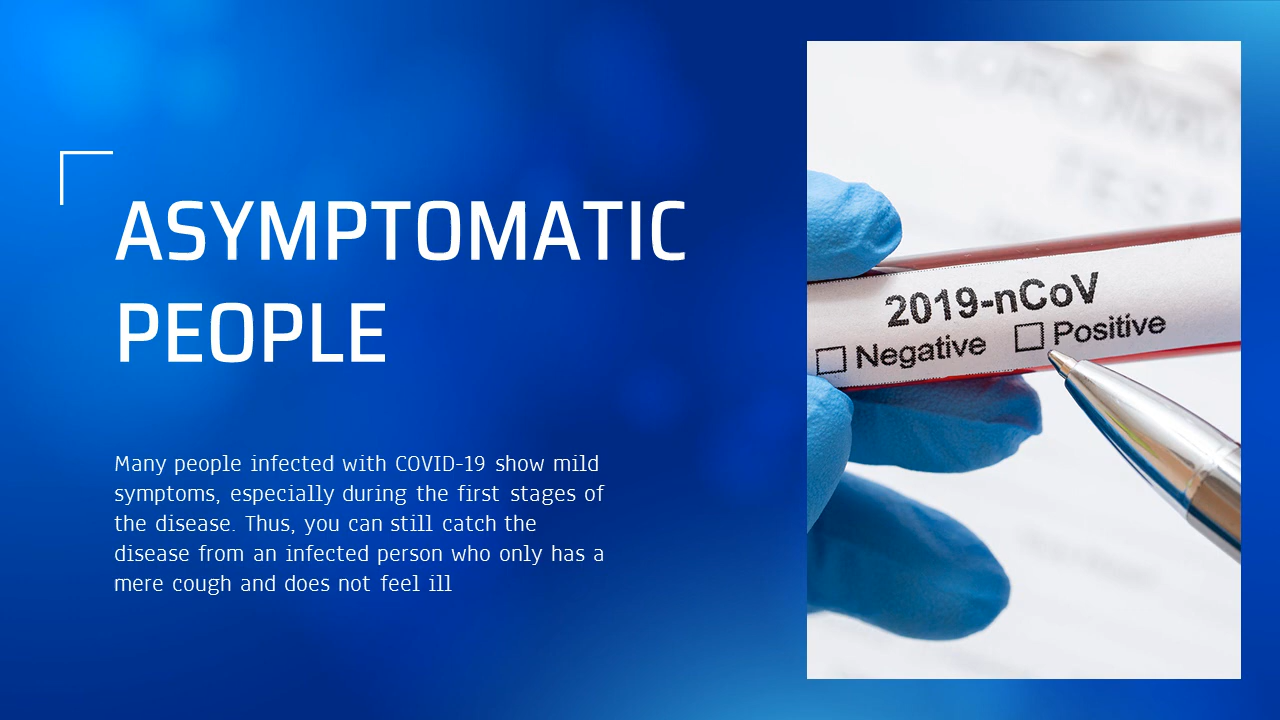 ASYMPTOMATIC
PEOPLE
Many people infected with COVID-19 show mild
symptoms, especially during the first stages of
the disease. Thus, you can still catch the
disease from an infected person who only has a
mere cough and does not feel ill
2019-nCoV
Negative Positive